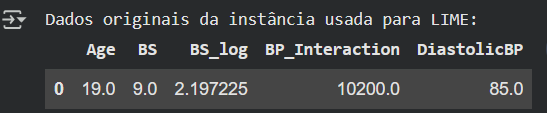 Dados originais da instância usada para LIME:
Age BS BS_log BP_Interaction DiastolicBP
0 19.0 9.0 2.197225 10200.0 85.0